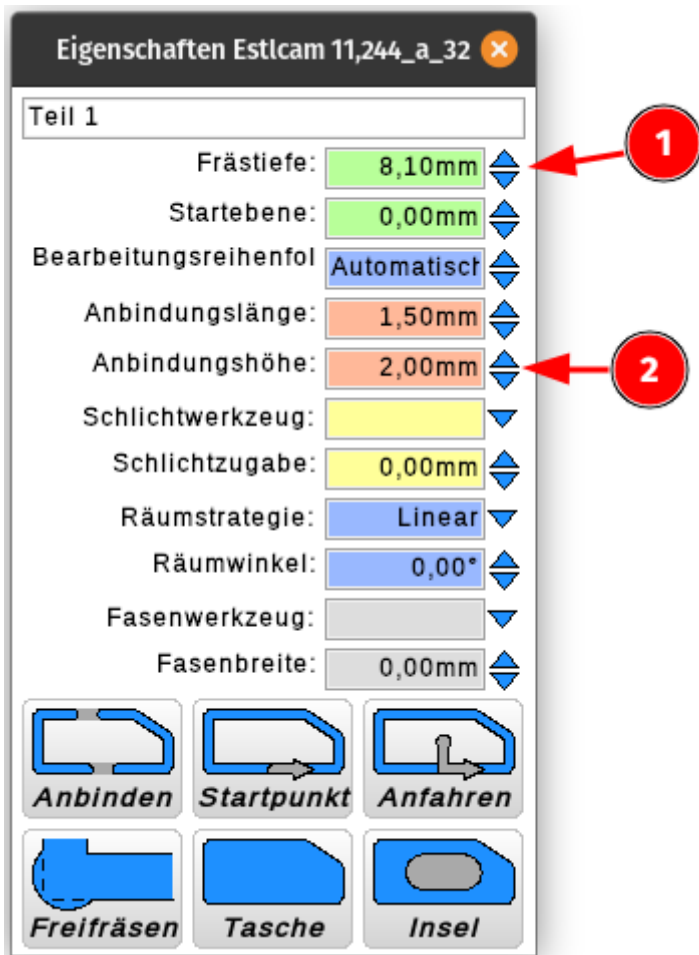 Eigenschaften Estlcam 11,244_a_32
Teil 1
Frästiefe: 8,10mm
1
Startebene: 0,00mm
Bearbeitungsreihenfol Automatisch
Anbindungslänge: 1,50mm
Anbindungshöhe: 2,00mm
2
Schlichtwerkzeug:
Schlichtzugabe: 0,00mm
Räumstrategie: Linear
Räumwinkel: 0,00°
Fasenwerkzeug:
Fasenbreite: 0,00mm
Anbinden Startpunkt Anfahren
Freifräsen Tasche Insel